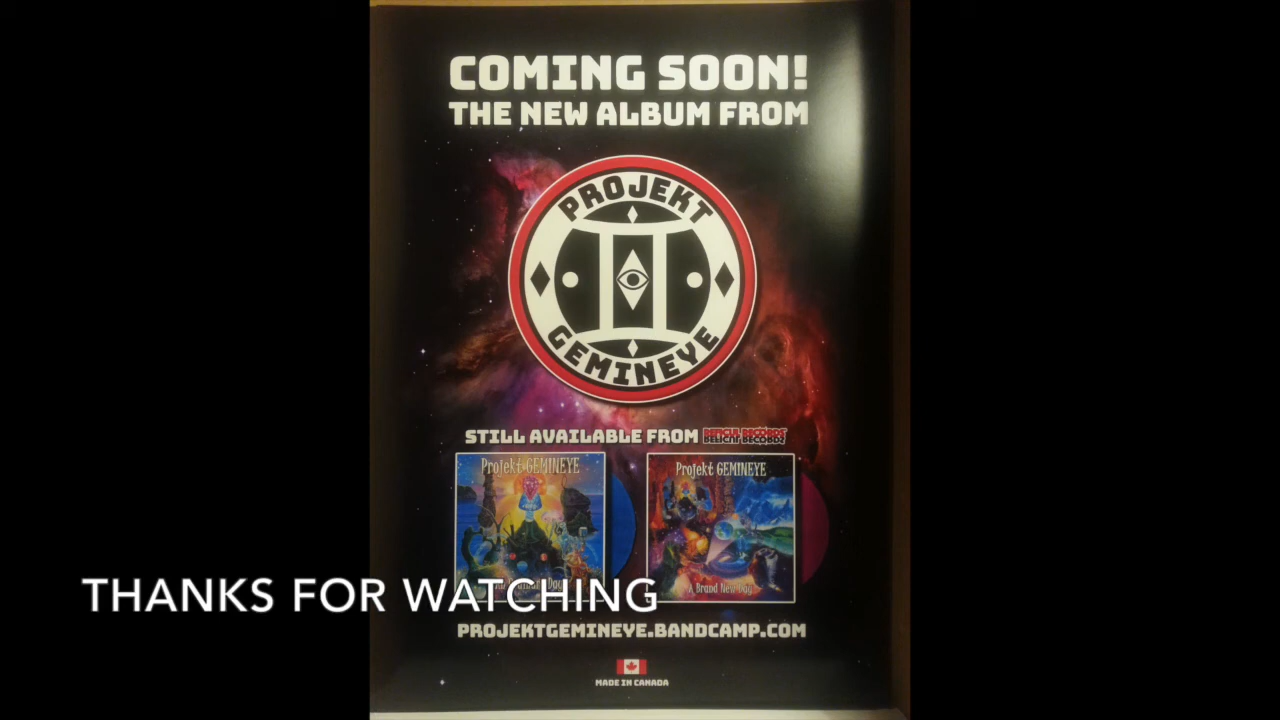 COMING SOON!
THE NEW ALBUM FROM
PROJEKT
GEMINEYE
STILL AVAILABLE FROM
Projekt GEMINEYE
Projekt GEMINEYE
A Brand New Day
THANKS FOR WATCHING
PROJEKTGEMINEYE.BANDCAMP.COM
MADE IN CANADA